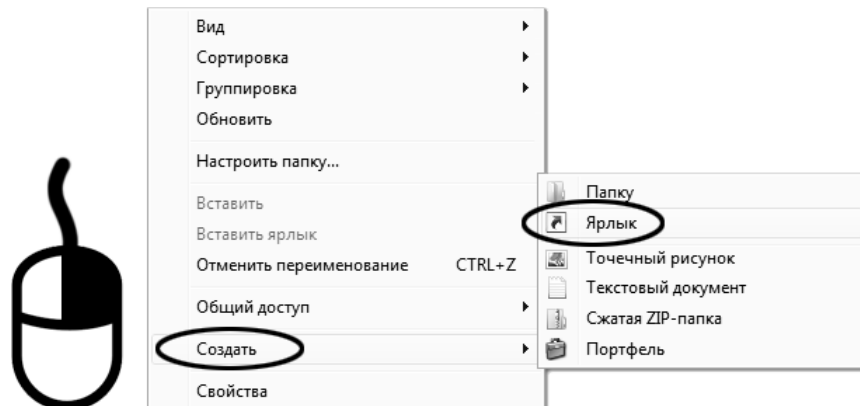 Вид
Сортировка
Группировка
Обновить
Настроить папку...
Вставить
Вставить ярлык
Отменить переименование CTRL+Z
Общий доступ
Создать
Свойства
Папку
Ярлык
Точечный рисунок
Текстовый документ
Сжатая ZIP-папка
Портфель